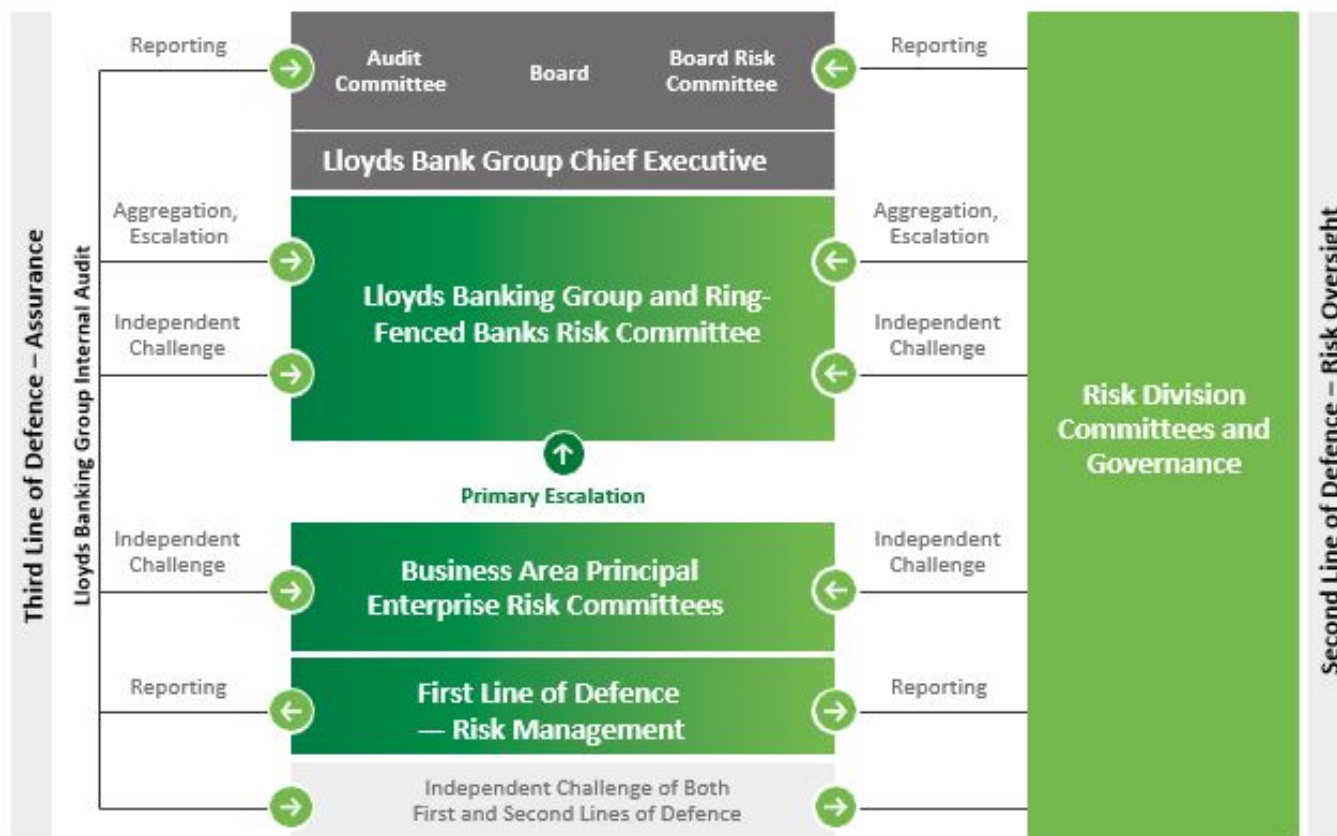 Third Line of Defence – Assurance
Lloyds Banking Group Internal Audit
Reporting
Aggregation,
Escalation
Independent
Challenge
Independent
Challenge
Reporting
Audit
Committee
Board
Board Risk
Committee
Lloyds Bank Group Chief Executive
Lloyds Banking Group and Ring-
Fenced Banks Risk Committee
Primary Escalation
Business Area Principal
Enterprise Risk Committees
First Line of Defence
— Risk Management
Independent Challenge of Both
First and Second Lines of Defence
Reporting
Aggregation,
Escalation
Independent
Challenge
Independent
Challenge
Reporting
Risk Division
Committees and
Governance
Second Line of Defence – Risk Oversight